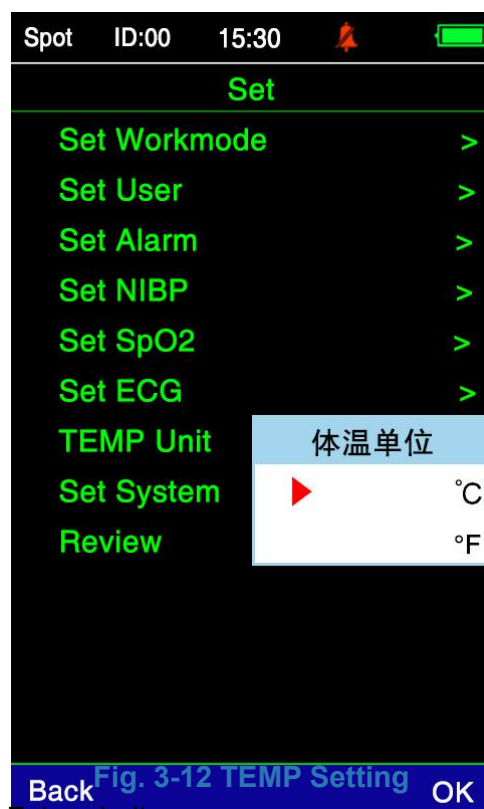 Spot ID:00 15:30
Set
Set Workmode >
Set User >
Set Alarm >
Set NIBP >
Set SpO2 >
Set ECG >
TEMP Unit 体温单位
Set System °C
Review °F
Fig. 3-12 TEMP Setting
Back OK